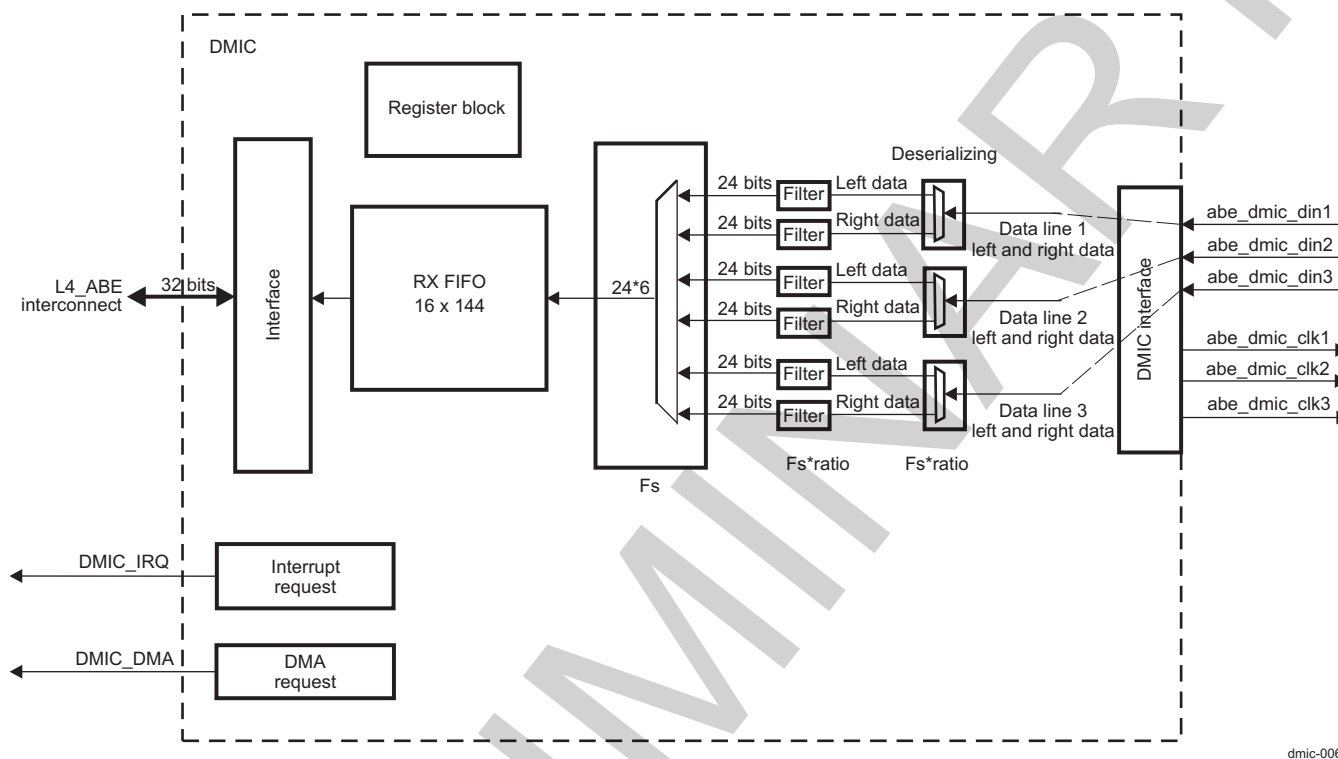 DMIC
Register block
Deserializing
24 bits
Filter
Left data
24 bits
Filter
Right data
Data line 1
left and right data
24 bits
Filter
Left data
24 bits
Filter
Right data
Data line 2
left and right data
24 bits
Filter
Left data
24 bits
Filter
Right data
Data line 3
left and right data
abe_dmic_din1
abe_dmic_din2
abe_dmic_din3
abe_dmic_clk1
abe_dmic_clk2
abe_dmic_clk3
DMIC interface
L4_ABE
interconnect
32 bits
Interface
RX FIFO
16 x 144
24*6
Fs
Fs*ratio
Fs*ratio
DMIC_IRQ
Interrupt
request
DMIC_DMA
DMA
request
dmic-006
MINAR